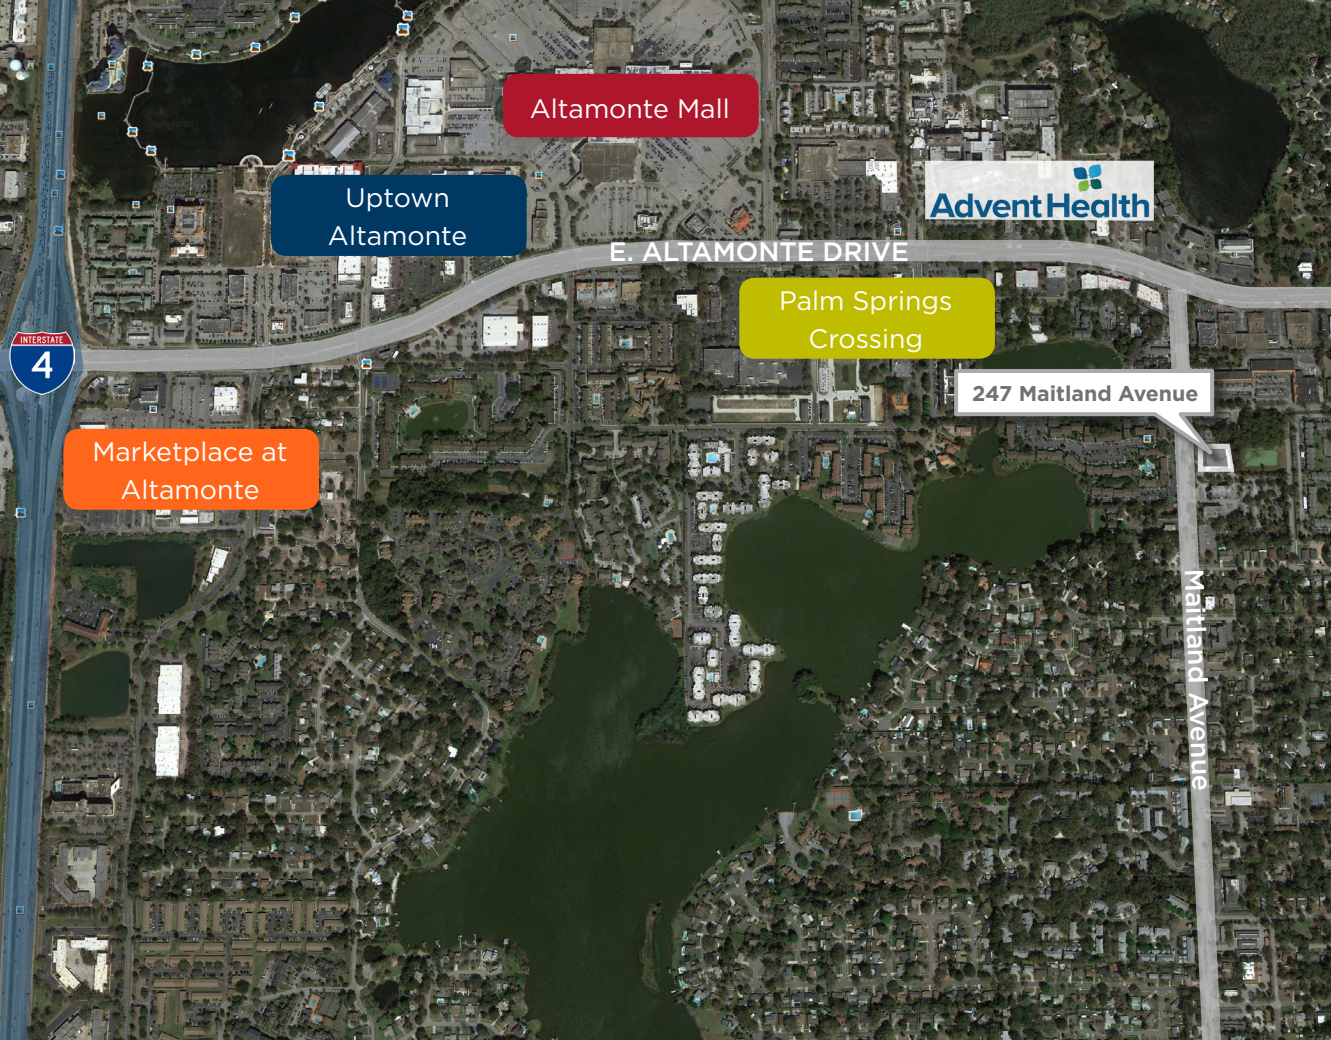 Altamonte Mall
Uptown
Altamonte
AdventHealth
E. ALTAMONTE DRIVE
Palm Springs
Crossing
INTERSTATE
4
247 Maitland Avenue
Marketplace at
Altamonte
Maitland Avenue